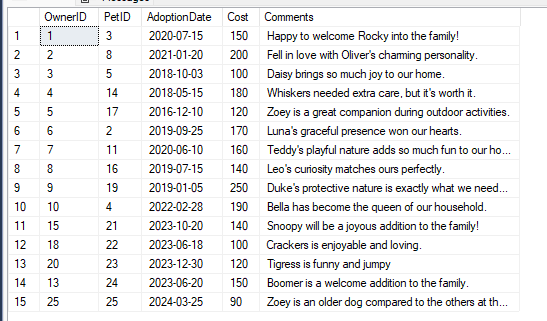 OwnerID PetID AdoptionDate Cost Comments
1 1 3 2020-07-15 150 Happy to welcome Rocky into the family!
2 2 8 2021-01-20 200 Fell in love with Oliver's charming personality.
3 3 5 2018-10-03 100 Daisy brings so much joy to our home.
4 4 14 2018-05-15 180 Whiskers needed extra care, but it's worth it.
5 5 17 2016-12-10 120 Zoey is a great companion during outdoor activities.
6 6 2 2019-09-25 170 Luna's graceful presence won our hearts.
7 7 11 2020-06-10 160 Teddy's playful nature adds so much fun to our ho...
8 8 16 2019-07-15 140 Leo's curiosity matches ours perfectly.
9 9 19 2019-01-05 250 Duke's protective nature is exactly what we need...
10 10 4 2022-02-28 190 Bella has become the queen of our household.
11 15 21 2023-10-20 140 Snoopy will be a joyous addition to the family!
12 18 22 2023-06-18 100 Crackers is enjoyable and loving.
13 20 23 2023-12-30 120 Tigress is funny and jumpy
14 13 24 2023-06-20 150 Boomer is a welcome addition to the family.
15 25 25 2024-03-25 90 Zoey is an older dog compared to the others at th...